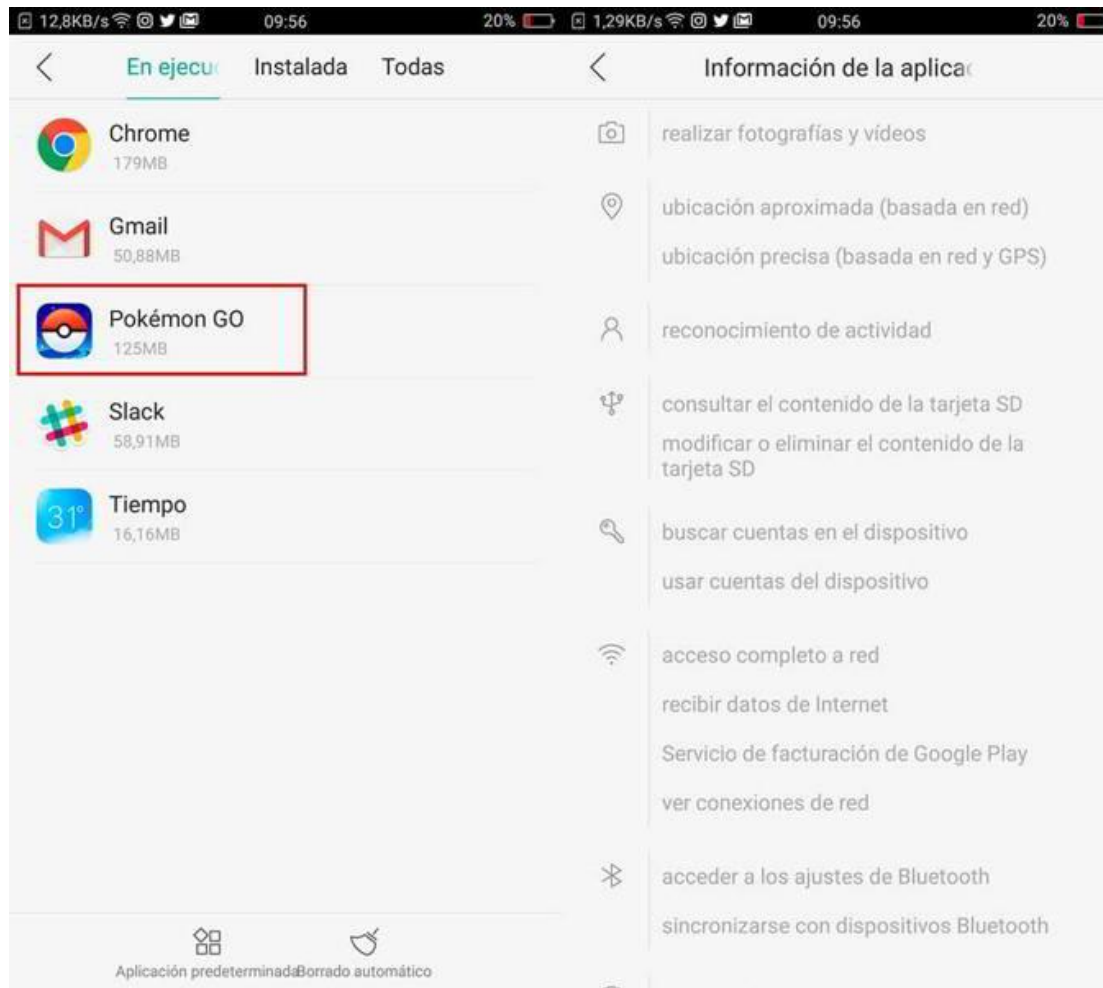 12,8KB/s 09:56 20%
En ejecu Instalada Todas
Chrome
179MB
Gmail
50,88MB
Pokémon GO
125MB
Slack
58,91MB
31°
Tiempo
16,16MB
Aplicación predeterminada
Borrado automático
1,29KB/s 09:56 20%
Información de la aplicac
realizar fotografías y vídeos
ubicación aproximada (basada en red)
ubicación precisa (basada en red y GPS)
reconocimiento de actividad
consultar el contenido de la tarjeta SD
modificar o eliminar el contenido de la
tarjeta SD
buscar cuentas en el dispositivo
usar cuentas del dispositivo
acceso completo a red
recibir datos de Internet
Servicio de facturación de Google Play
ver conexiones de red
acceder a los ajustes de Bluetooth
sincronizarse con dispositivos Bluetooth